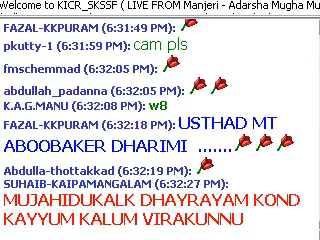 Welcome to KICR_SKSSF ( LIVE FROM Manjeri - Adarsha Mugha Mu
FAZAL-KKPURAM (6:31:49 PM):
pkutty-1 (6:31:59 PM): cam pls
fmschemmad (6:32:05 PM):
abdullah_padanna (6:32:05 PM):
K.A.G.MANU (6:32:08 PM): w8
FAZAL-KKPURAM (6:32:18 PM): USTHAD MT
ABOOBAKER DHARIMI .......
Abdulla-thottakkad (6:32:19 PM):
SUHAIB-KAIPAMANGALAM (6:32:27 PM):
MUJAHIDUKALK DHAYRAYAM KOND
KAYYUM KALUM VIRAKUNNU